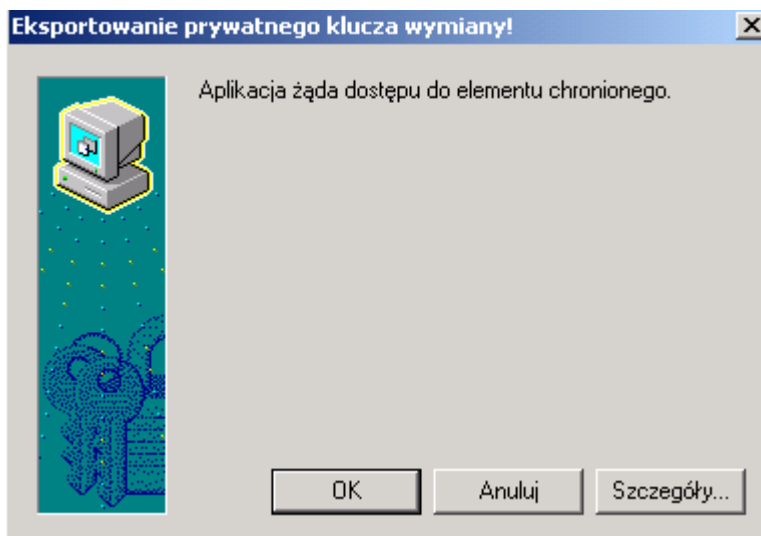 Eksportowanie prywatnego klucza wymiany!
Aplikacja żąda dostępu do elementu chronionego.
OK
Anuluj
Szczegóły...